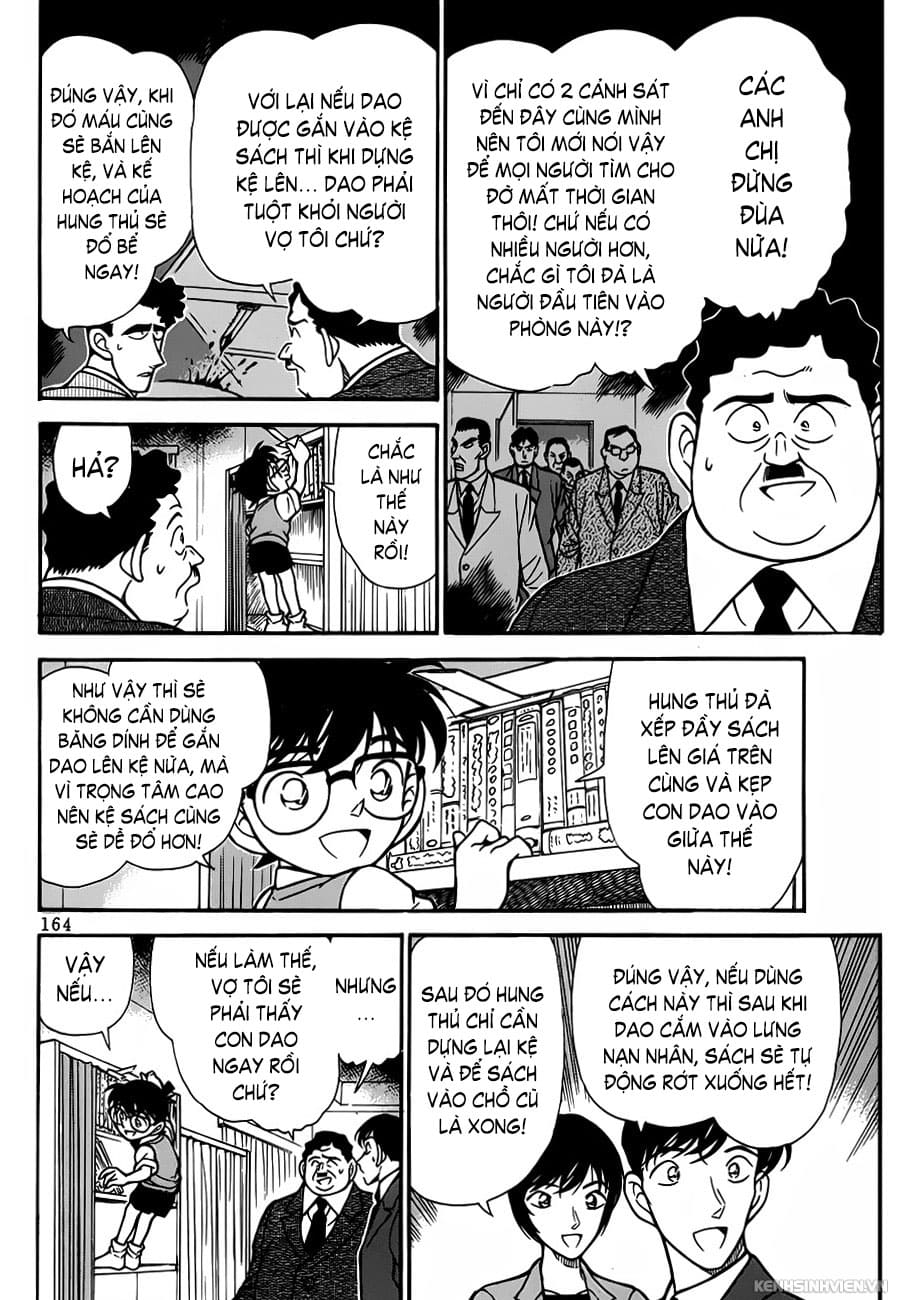 CÁC
ANH
CHỊ
ĐỪNG
ĐÙA
NỮA!
VÌ CHỈ CÓ 2 CẢNH SÁT
ĐẾN ĐÂY CÙNG MÌNH
NÊN TÔI MỚI NÓI VẬY
ĐỂ MỌI NGƯỜI TÌM CHO
ĐỠ MẤT THỜI GIAN
THÔI! CHỨ NẾU CÓ
NHIỀU NGƯỜI HƠN,
CHẮC GÌ TÔI ĐÃ LÀ
NGƯỜI ĐẦU TIÊN VÀO
PHÒNG NÀY!?
VỚI LẠI NẾU DAO
ĐƯỢC GẮN VÀO KỆ
SÁCH THÌ KHI DỰNG
KỆ LÊN... DAO PHẢI
TUỘT KHỎI NGƯỜI
VỢ TÔI CHỨ?
ĐÚNG VẬY, KHI
ĐÓ MÁU CŨNG
SẼ BẮN LÊN
KỆ, VÀ KẾ
HOẠCH CỦA
HUNG THỦ SẼ
ĐỔ BỂ
NGAY!
CHẮC
LÀ NHƯ
THẾ
NÀY
RỒI!
HẢ?
HUNG THỦ ĐÃ
XẾP ĐẦY SÁCH
LÊN GIÁ TRÊN
CÙNG VÀ KẸP
CON DAO VÀO
GIỮA THẾ
NÀY!
NHƯ VẬY THÌ SẼ
KHÔNG CẦN DÙNG
BĂNG DÍNH ĐỂ GẮN
DAO LÊN KỆ NỮA, MÀ
VÌ TRỌNG TÂM CAO
NÊN KỆ SÁCH CŨNG
SẼ DỄ ĐỔ HƠN!
164
ĐÚNG VẬY, NẾU DÙNG
CÁCH NÀY THÌ SAU KHI
DAO CẮM VÀO LƯNG
NẠN NHÂN, SÁCH SẼ TỰ
ĐỘNG RỚT XUỐNG HẾT!
SAU ĐÓ HUNG
THỦ CHỈ CẦN
DỰNG LẠI KỆ
VÀ ĐỂ SÁCH
VÀO CHỖ CŨ
LÀ XONG!
NHƯNG
...
NẾU LÀM THẾ,
VỢ TÔI SẼ
PHẢI THẤY
CON DAO
NGAY RỒI
CHỨ?
VẬY
NẾU...
KENHSINHVIEN.VN